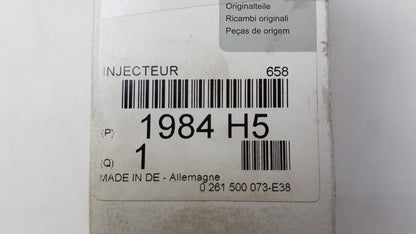 Originalteile
Ricambi originali
Peças de origem
INJECTEUR 658
(P) 1984 H5
(Q) 1
MADE IN DE - Allemagne
0 261 500 073-E38